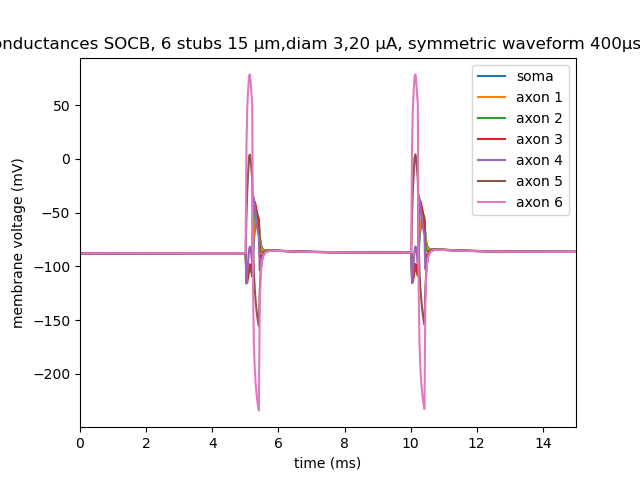 onductances SOCB, 6 stubs 15 µm,diam 3,20 µA, symmetric waveform 400µs
soma
axon 1
axon 2
axon 3
axon 4
axon 5
axon 6
membrane voltage (mV)
50
0
−50
−100
−150
−200
0 2 4 6 8 10 12 14
time (ms)